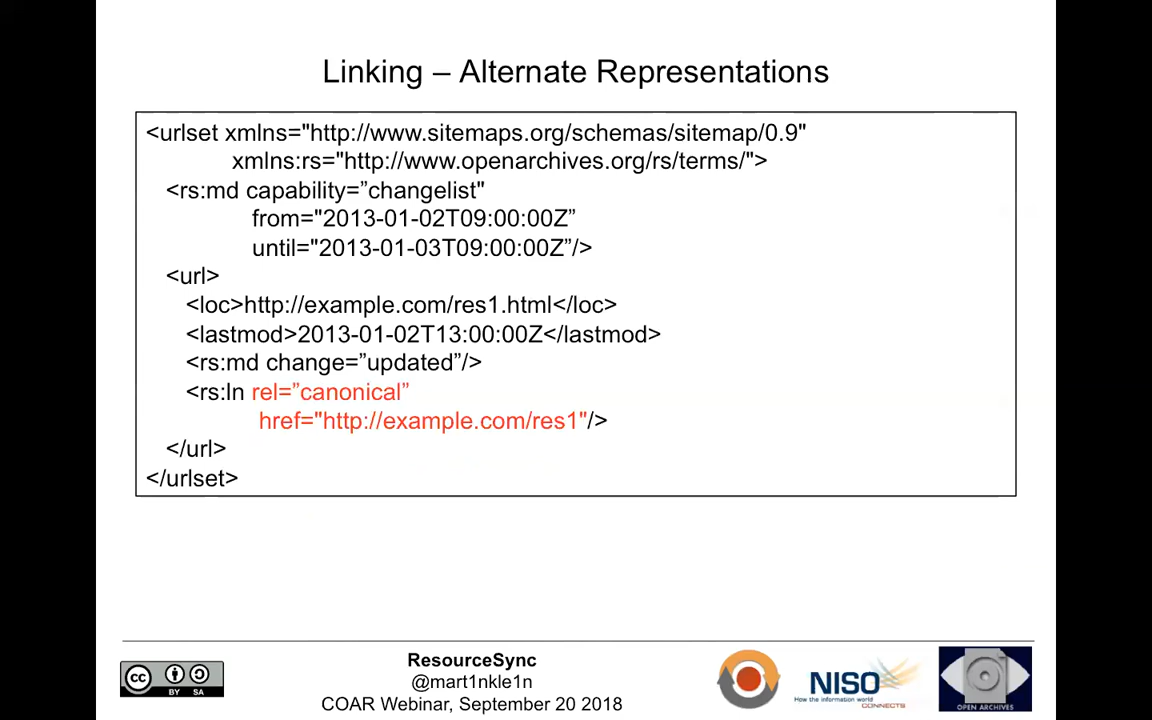 Linking – Alternate Representations
<urlset xmlns="http://www.sitemaps.org/schemas/sitemap/0.9"
xmlns:rs="http://www.openarchives.org/rs/terms/">
<rs:md capability=”changelist"
from="2013-01-02T09:00:00Z”
until="2013-01-03T09:00:00Z”/>
<url>
<loc>http://example.com/res1.html</loc>
<lastmod>2013-01-02T13:00:00Z</lastmod>
<rs:md change=”updated”/>
<rs:ln rel=”canonical”
href="http://example.com/res1"/>
</url>
</urlset>
ResourceSync
@mart1nkle1n
COAR Webinar, September 20 2018
cc
BY SA
NISO
How the information world
CONNECTS
OPEN ARCHIVES